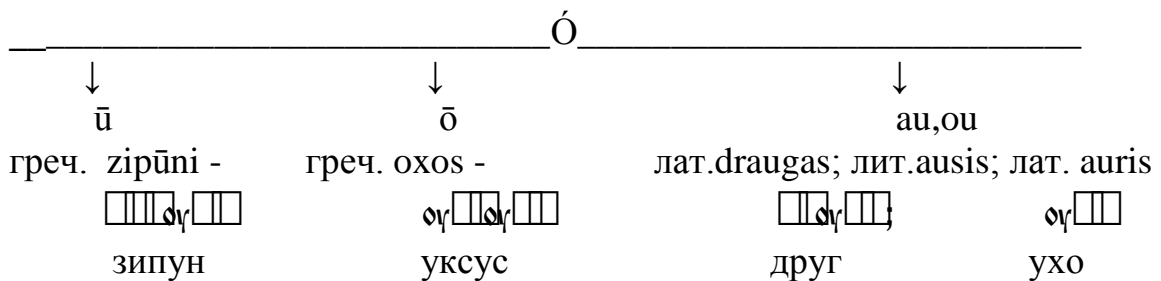 Ó
↓ ↓ ↓
ū ō au,ou
греч. zipūni - греч. oxos - лат.draugas; лит.ausis; лат. auris
ѹ ѹ ѹ ѹ ; ѹ
зипун уксус друг ухо